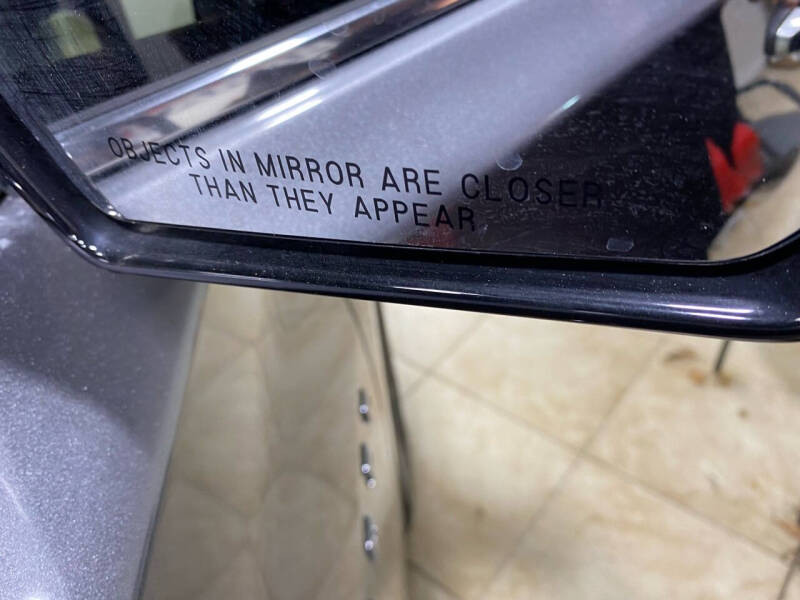 OBJECTS IN MIRROR ARE CLOSER
THAN THEY APPEAR